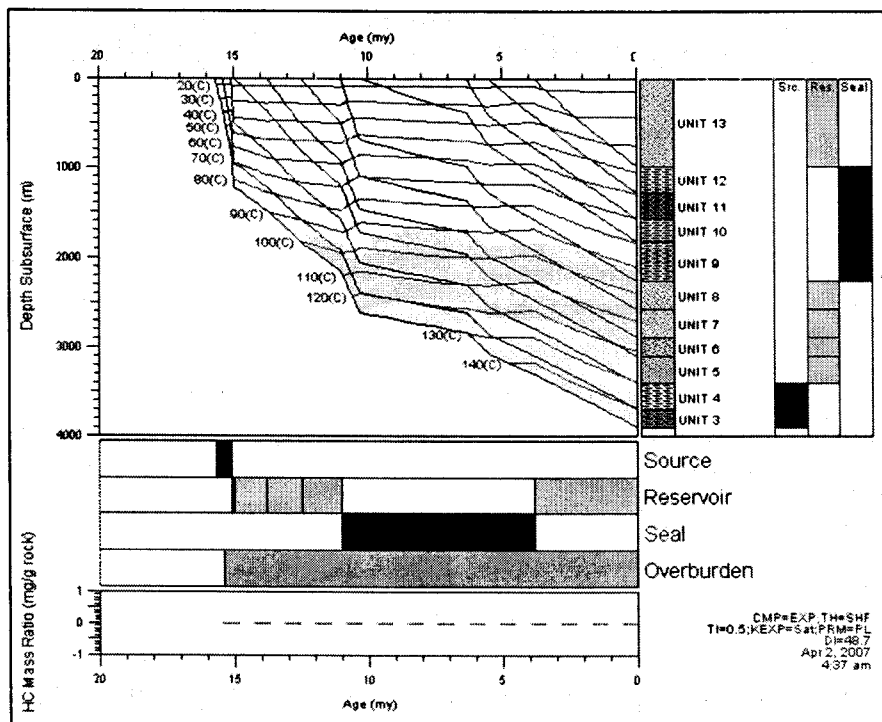 Age (my)
20 15 10 5 0
Src. Res. Seal
0
1000
2000
3000
4000
Depth Subsurface (m)
20(C)
30(C)
40(C)
50(C)
60(C)
70(C)
80(C)
90(C)
100(C)
110(C)
120(C)
130(C)
140(C)
UNIT 13
UNIT 12
UNIT 11
UNIT 10
UNIT 9
UNIT 8
UNIT 7
UNIT 6
UNIT 5
UNIT 4
UNIT 3
Source
Reservoir
Seal
Overburden
HC Mass Ratio (mg/g rock)
1
0
-1
20 15 10 5 0
Age (my)
CMP=EXP;TH=SHF
TI=0.5;KEXP=Sat;PRM=PL
DI=48.7
Apr 2, 2007
4:37 am